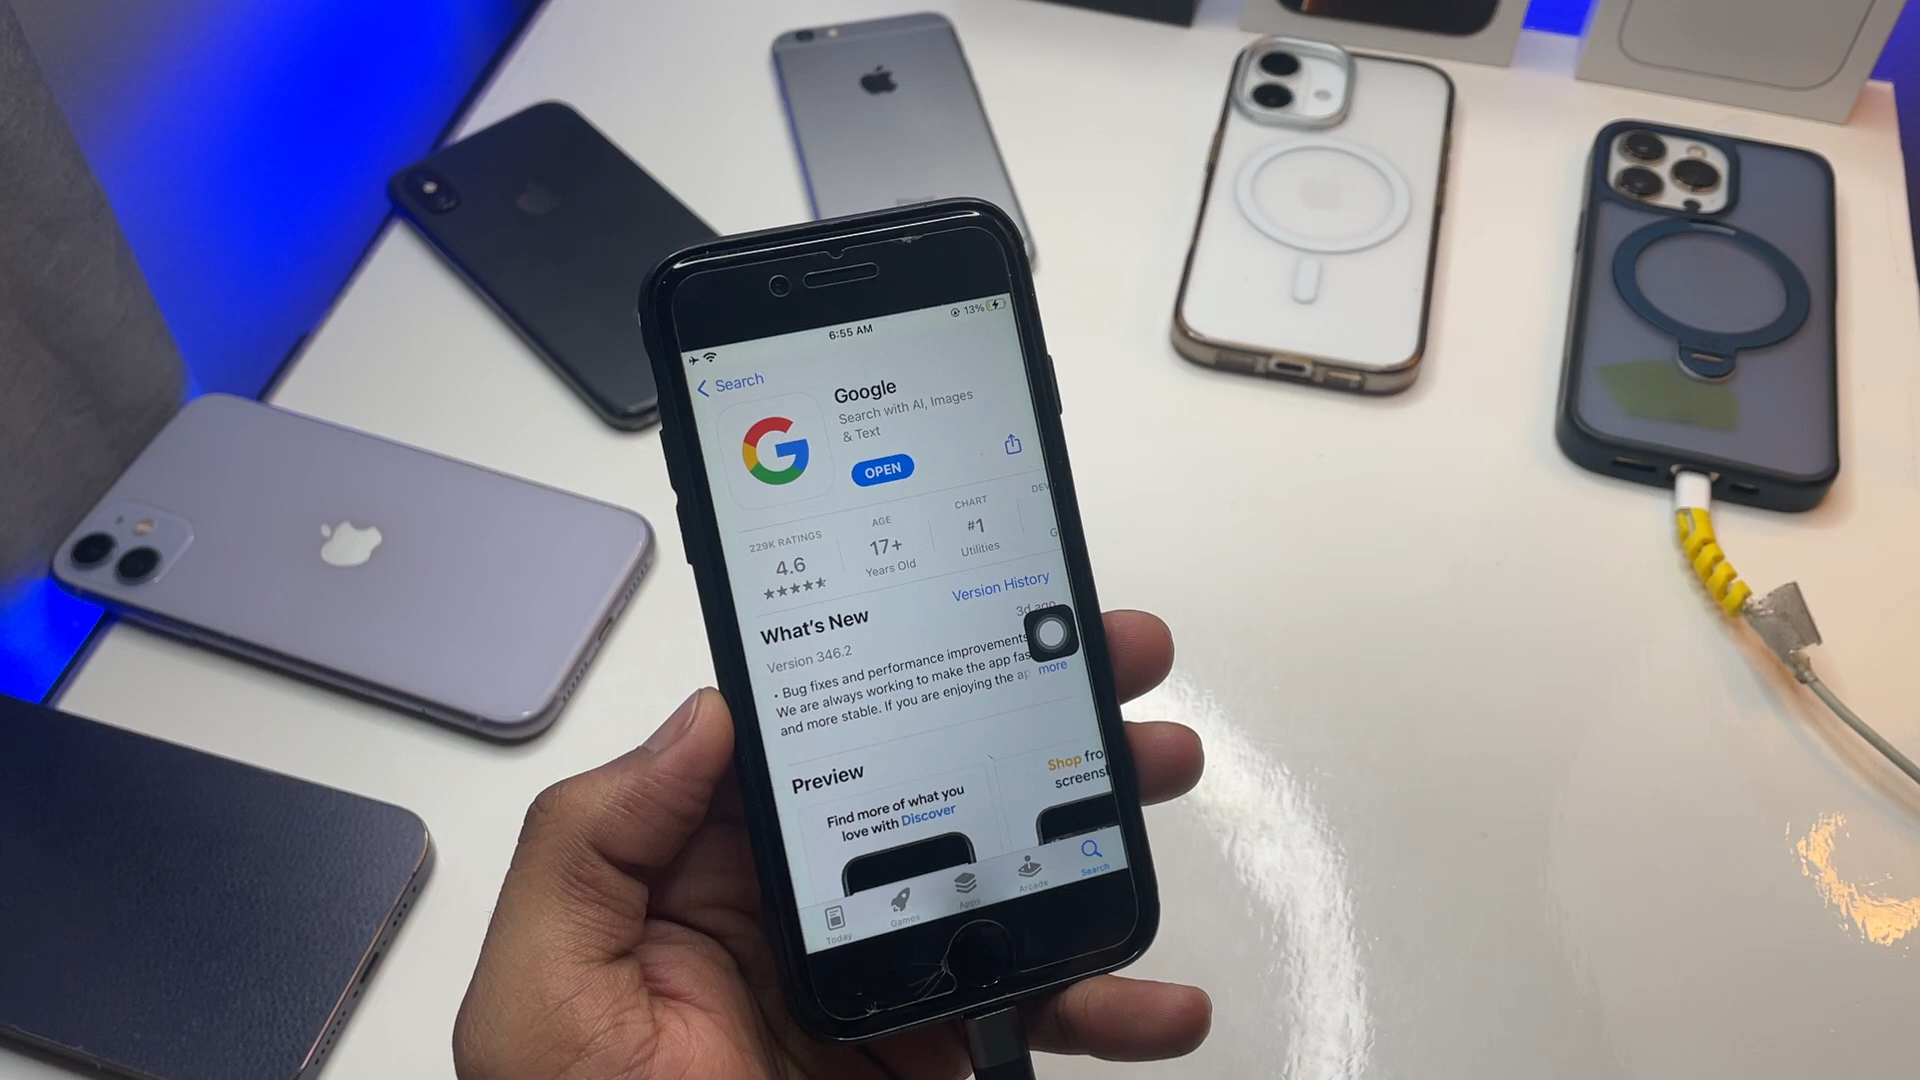 6:55 AM
13%
Search
Google
Search with AI, Images
& Text
OPEN
229K RATINGS
4.6
AGE
17+
Years Old
CHART
#1
Utilities
DEV
G
What's New
Version History
Version 346.2
3d ago
• Bug fixes and performance improvements
We are always working to make the app fas
and more stable. If you are enjoying the ap
more
Preview
Find more of what you
love with Discover
Shop fro
screensh
Today
Games
Apps
Arcade
Search